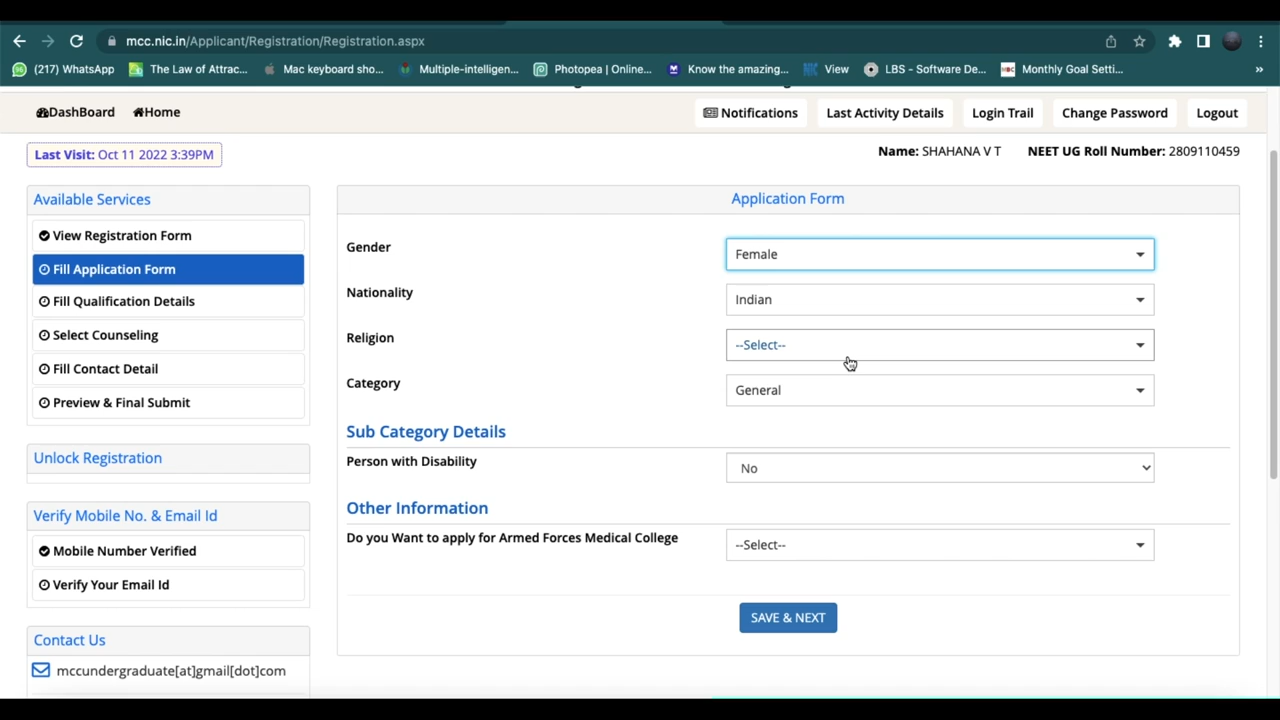 mcc.nic.in/Applicant/Registration/Registration.aspx
(217) WhatsApp The Law of Attrac... Mac keyboard sho... Multiple-intelligen... Photopea | Online... Know the amazing... View LBS - Software De... Monthly Goal Setti... »
DashBoard Home Notifications Last Activity Details Login Trail Change Password Logout
Last Visit: Oct 11 2022 3:39PM Name: SHAHANA V T NEET UG Roll Number: 2809110459
Available Services
View Registration Form
Fill Application Form
Fill Qualification Details
Select Counseling
Fill Contact Detail
Preview & Final Submit
Unlock Registration
Verify Mobile No. & Email Id
Mobile Number Verified
Verify Your Email Id
Contact Us
mccundergraduate[at]gmail[dot]com
Application Form
Gender Female
Nationality Indian
Religion --Select--
Category General
Sub Category Details
Person with Disability No
Other Information
Do you Want to apply for Armed Forces Medical College --Select--
SAVE & NEXT